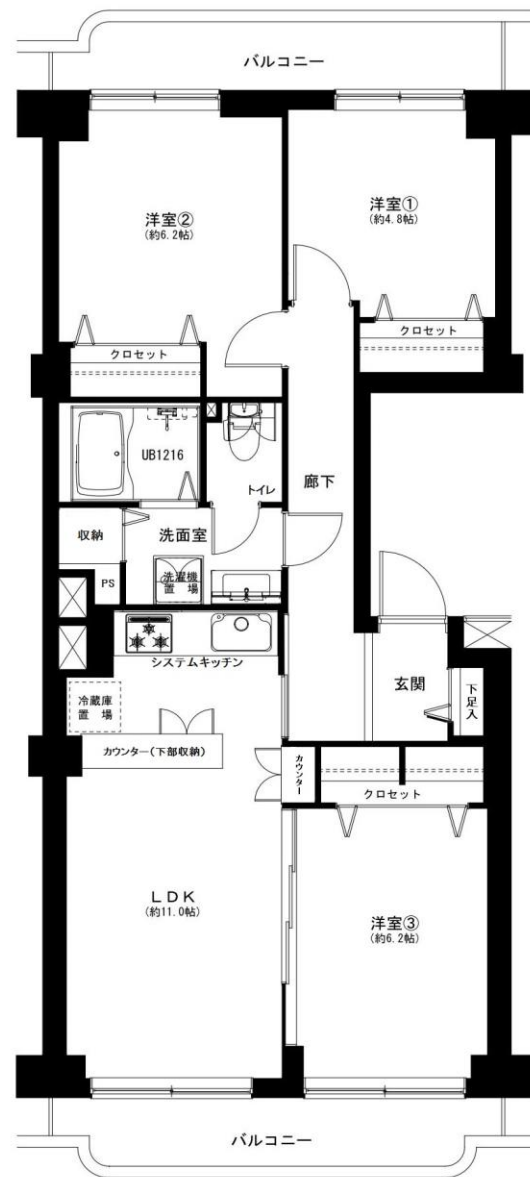 バルコニー
洋室②
(約6.2帖)
洋室①
(約4.8帖)
クロゼット
クロゼット
UB1216
トイレ
廊下
収納
洗面室
PS
洗濯機
置場
システムキッチン
玄関
下足入
冷蔵庫
置場
カウンター(下部収納)
カウンター
クロゼット
LDK
(約11.0帖)
洋室③
(約6.2帖)
バルコニー